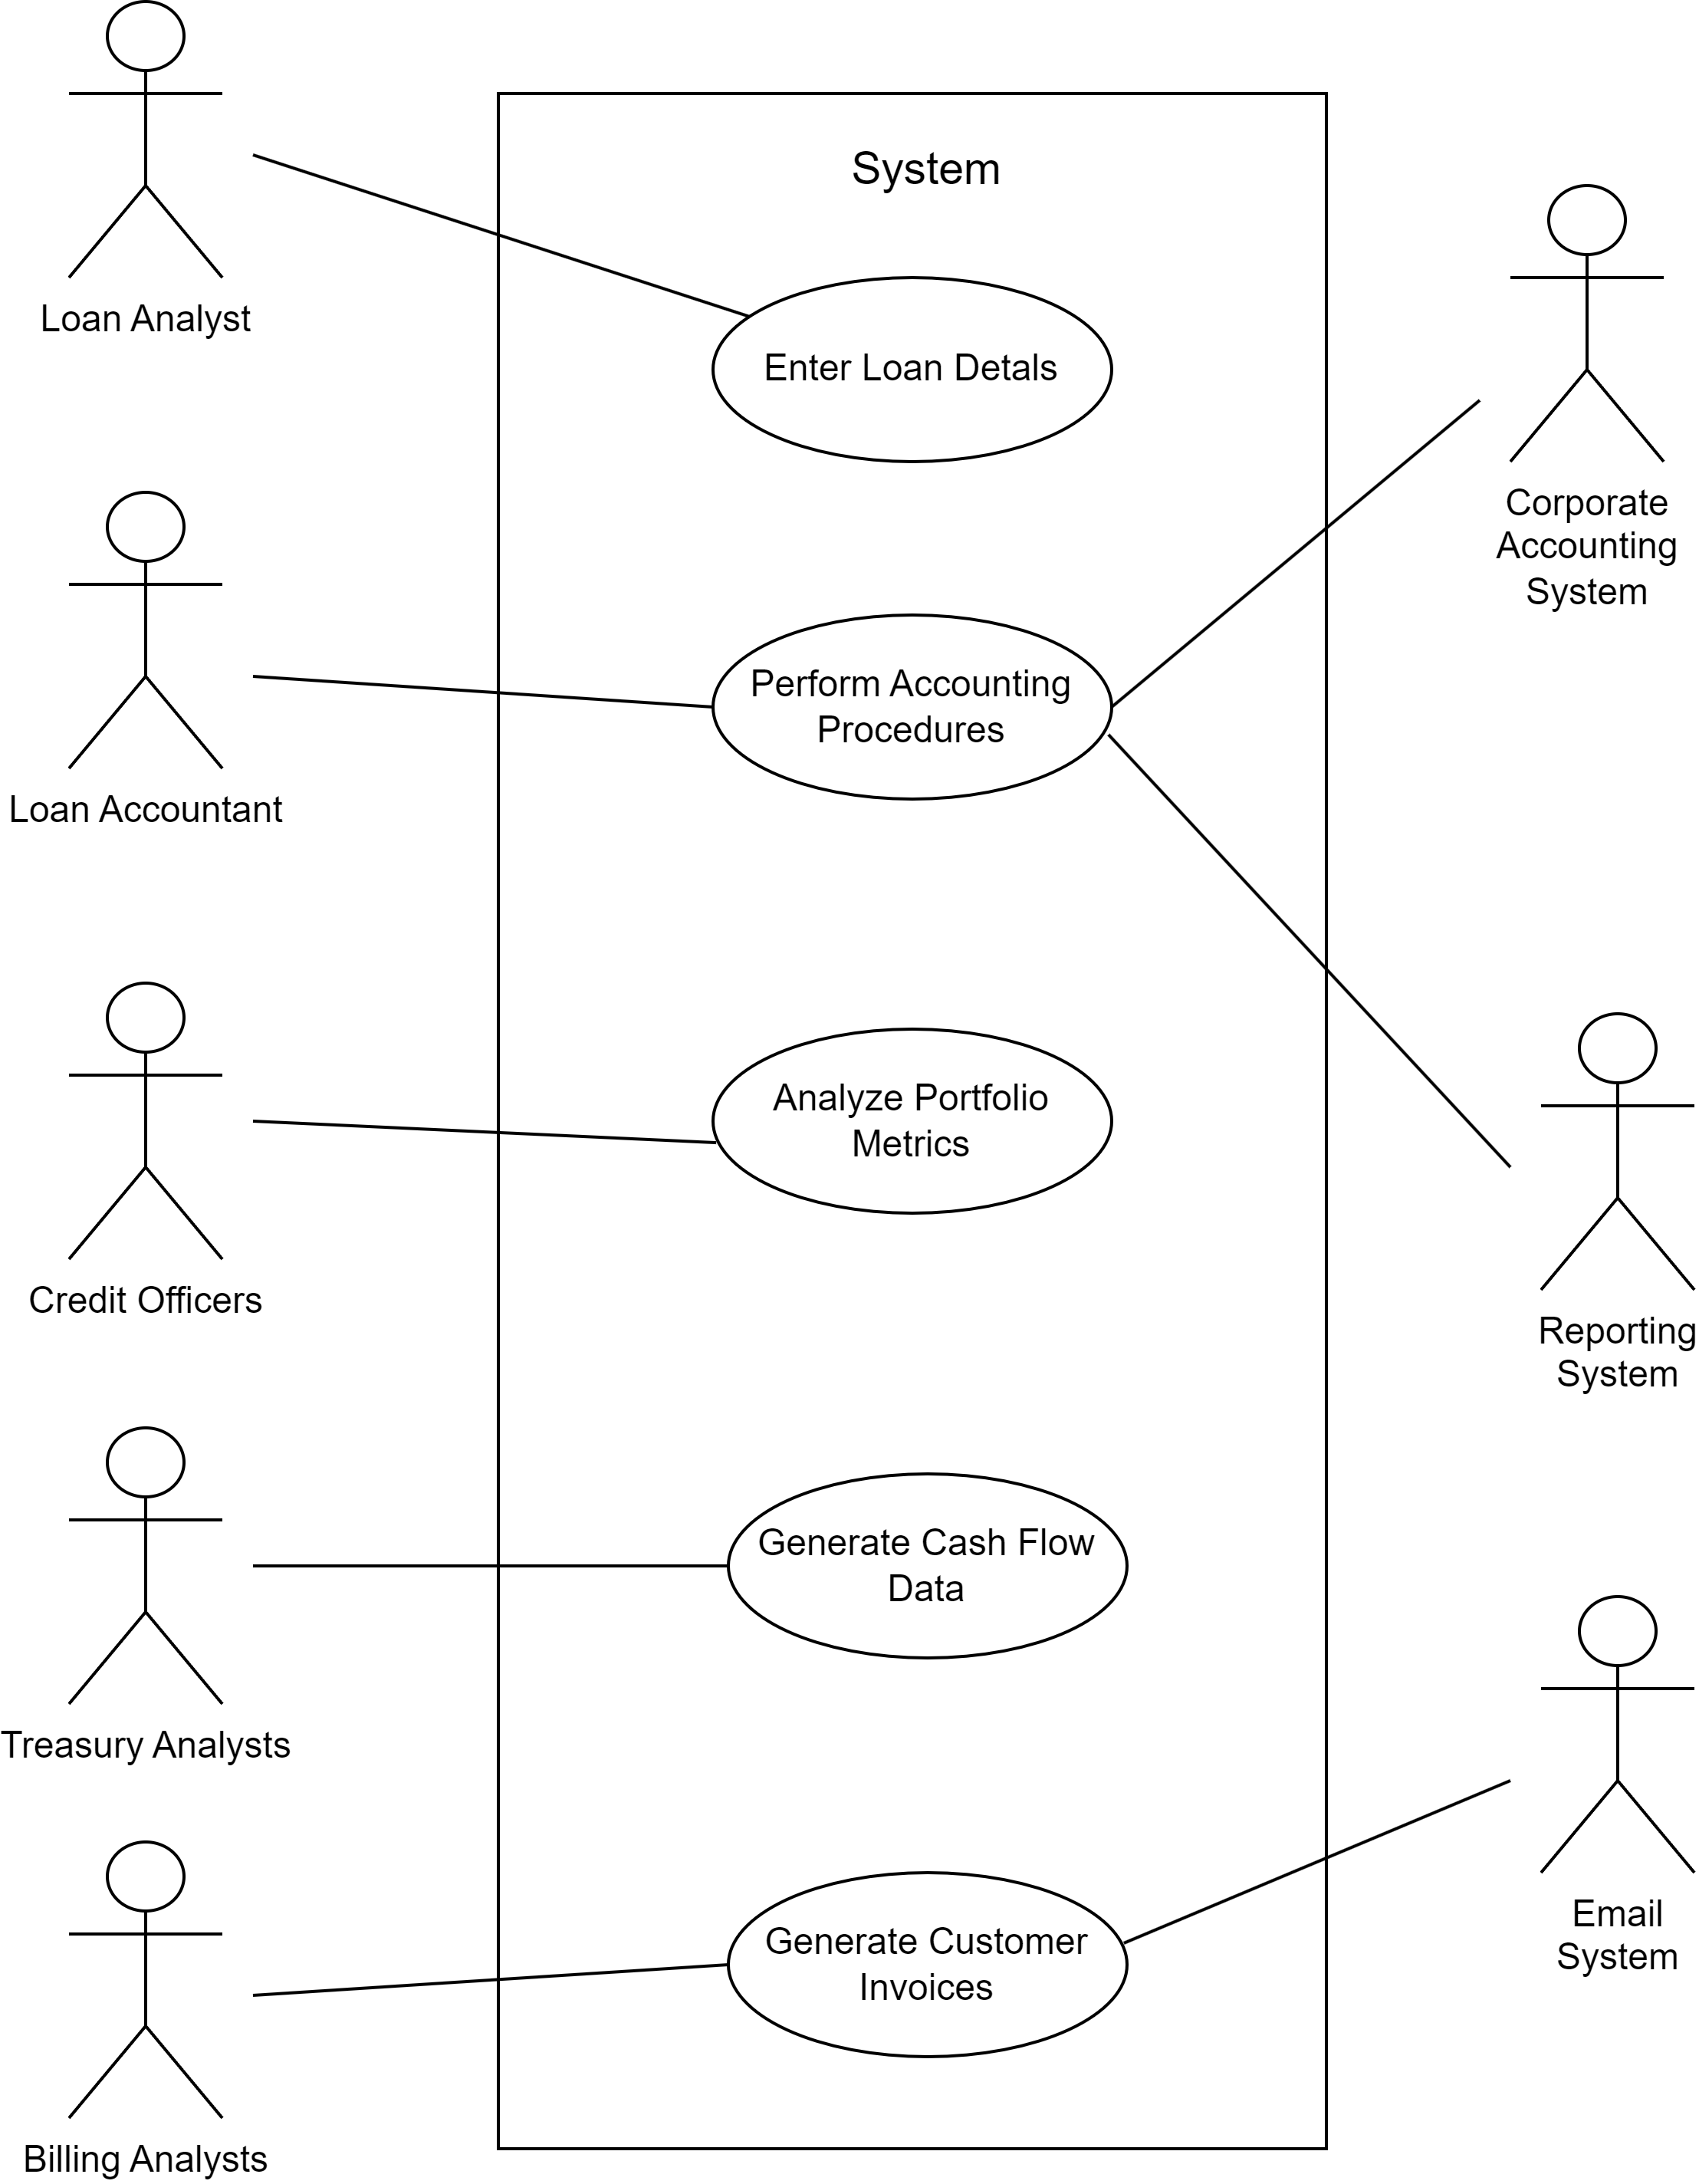 System
Loan Analyst
Enter Loan Detals
Corporate
Accounting
System
Loan Accountant
Perform Accounting
Procedures
Credit Officers
Analyze Portfolio
Metrics
Reporting
System
Treasury Analysts
Generate Cash Flow
Data
Email
System
Billing Analysts
Generate Customer
Invoices